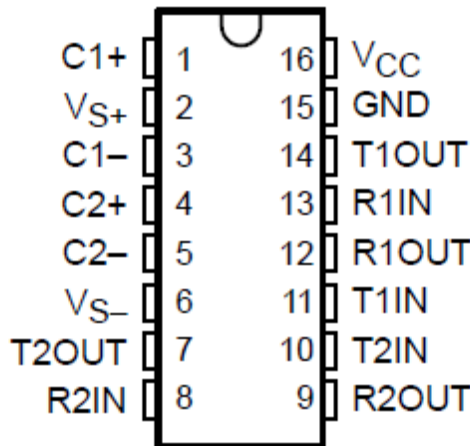 C1+ 1 16 VCC
VS+ 2 15 GND
C1– 3 14 T1OUT
C2+ 4 13 R1IN
C2– 5 12 R1OUT
VS– 6 11 T1IN
T2OUT 7 10 T2IN
R2IN 8 9 R2OUT